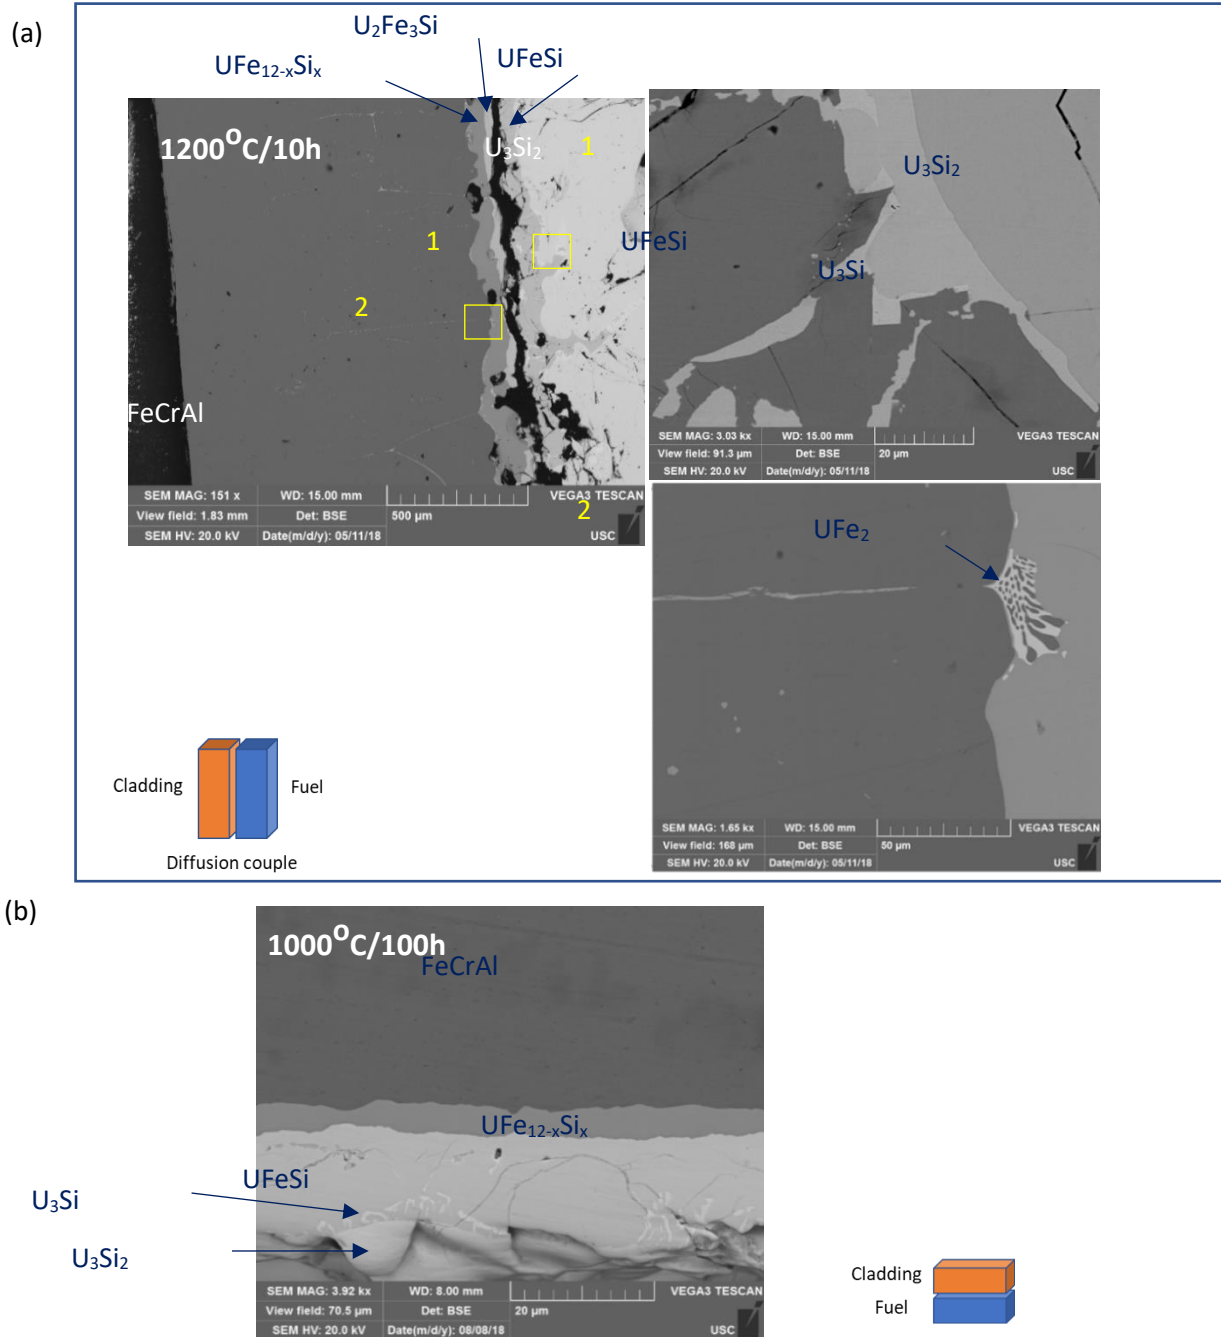 (a)
U₂Fe₃Si
UFe₁₂₋ₓSiₓ
UFeSi
1200⁰C/10h
U₃Si₂
1
1
2
FeCrAl
SEM MAG: 151 x
WD: 15.00 mm
VEGA3 TESCAN
View field: 1.83 mm
Det: BSE
500 µm
2
SEM HV: 20.0 kV
Date(m/d/y): 05/11/18
USC
U₃Si₂
UFeSi
U₃Si
SEM MAG: 3.03 kx
WD: 15.00 mm
VEGA3 TESCAN
View field: 91.3 µm
Det: BSE
20 µm
SEM HV: 20.0 kV
Date(m/d/y): 05/11/18
USC
UFe₂
SEM MAG: 1.65 kx
WD: 15.00 mm
VEGA3 TESCAN
View field: 168 µm
Det: BSE
50 µm
SEM HV: 20.0 kV
Date(m/d/y): 05/11/18
USC
Cladding
Fuel
Diffusion couple
(b)
1000⁰C/100h
FeCrAl
UFe₁₂₋ₓSiₓ
UFeSi
U₃Si
U₃Si₂
SEM MAG: 3.92 kx
WD: 8.00 mm
VEGA3 TESCAN
View field: 70.5 µm
Det: BSE
20 µm
SEM HV: 20.0 kV
Date(m/d/y): 08/08/18
USC
Cladding
Fuel